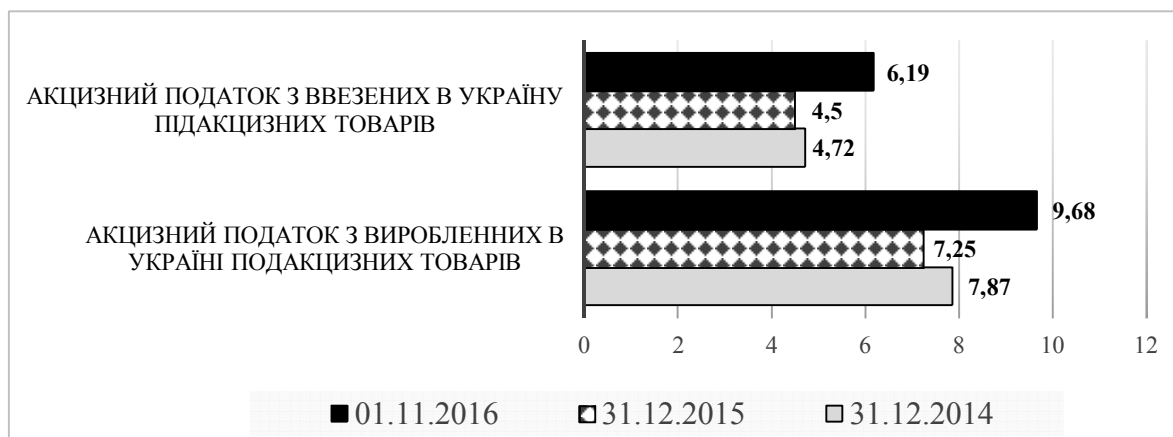 АКЦИЗНИЙ ПОДАТОК З ВВЕЗЕНИХ В УКРАЇНУ
ПІДАКЦИЗНИХ ТОВАРІВ
6,19
4,5
4,72
АКЦИЗНИЙ ПОДАТОК З ВИРОБЛЕННИХ В
УКРАЇНІ ПОДАКЦИЗНИХ ТОВАРІВ
9,68
7,25
7,87
0 2 4 6 8 10 12
01.11.2016 31.12.2015 31.12.2014